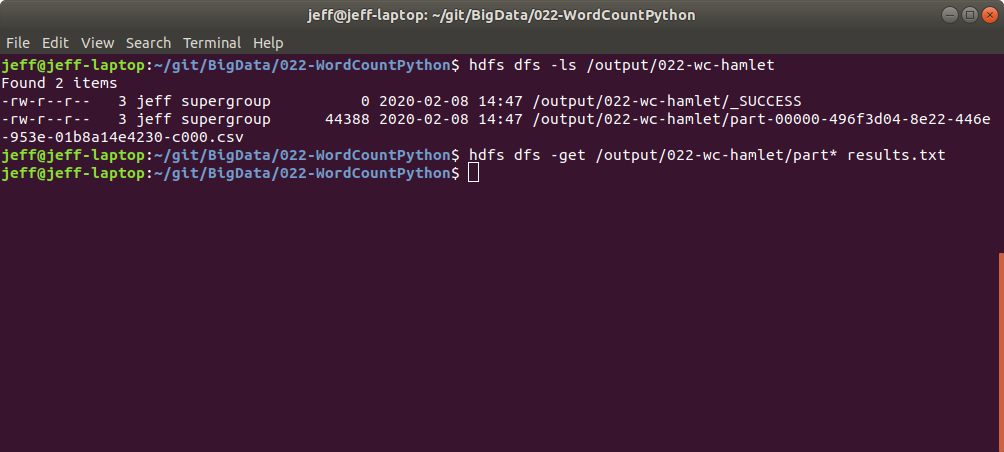 jeff@jeff-laptop: ~/git/BigData/022-WordCountPython
File Edit View Search Terminal Help
jeff@jeff-laptop:~/git/BigData/022-WordCountPython$ hdfs dfs -ls /output/022-wc-hamlet
Found 2 items
-rw-r--r--   3 jeff supergroup          0 2020-02-08 14:47 /output/022-wc-hamlet/_SUCCESS
-rw-r--r--   3 jeff supergroup      44388 2020-02-08 14:47 /output/022-wc-hamlet/part-00000-496f3d04-8e22-446e
-953e-01b8a14e4230-c000.csv
jeff@jeff-laptop:~/git/BigData/022-WordCountPython$ hdfs dfs -get /output/022-wc-hamlet/part* results.txt
jeff@jeff-laptop:~/git/BigData/022-WordCountPython$